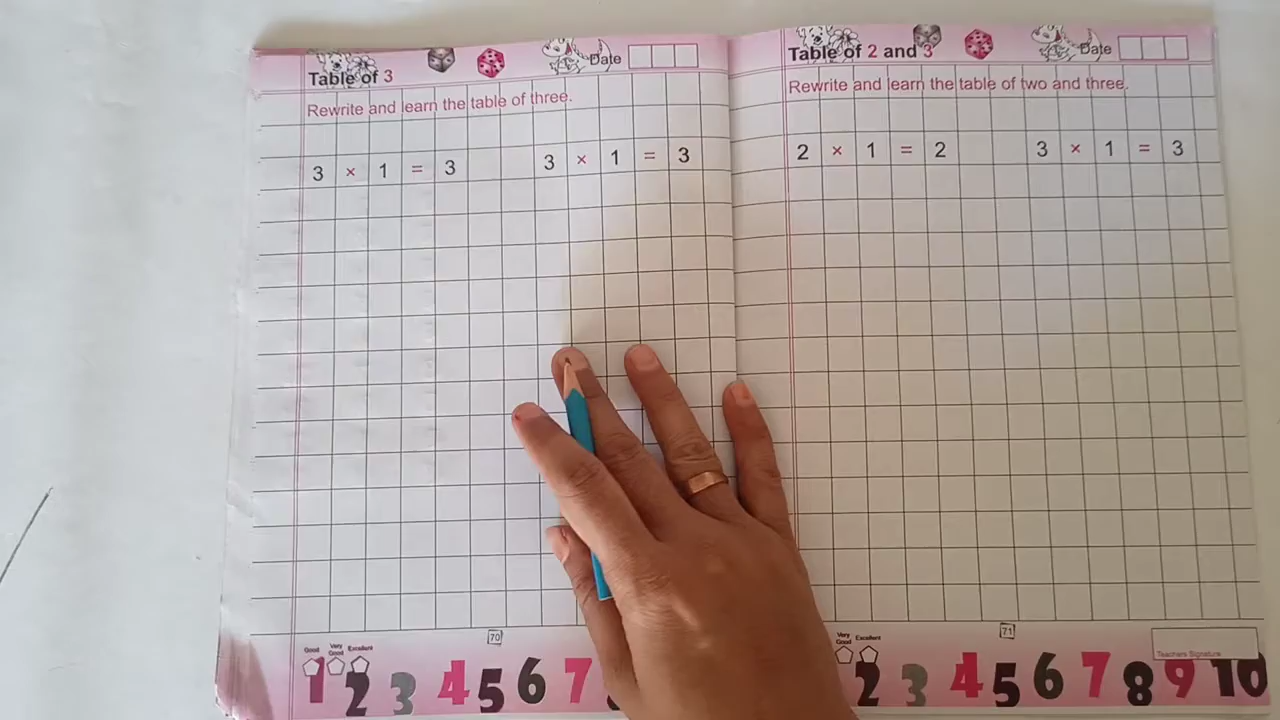 Table of 3
Date
Rewrite and learn the table of three.
3 × 1 = 3
3 × 1 = 3
70
Good
Very Good
Excellent
1 2 3 4 5 6 7
Table of 2 and 3
Date
Rewrite and learn the table of two and three.
2 × 1 = 2
3 × 1 = 3
71
Very Good
Excellent
Teachers Signature
2 3 4 5 6 7 8 9 10